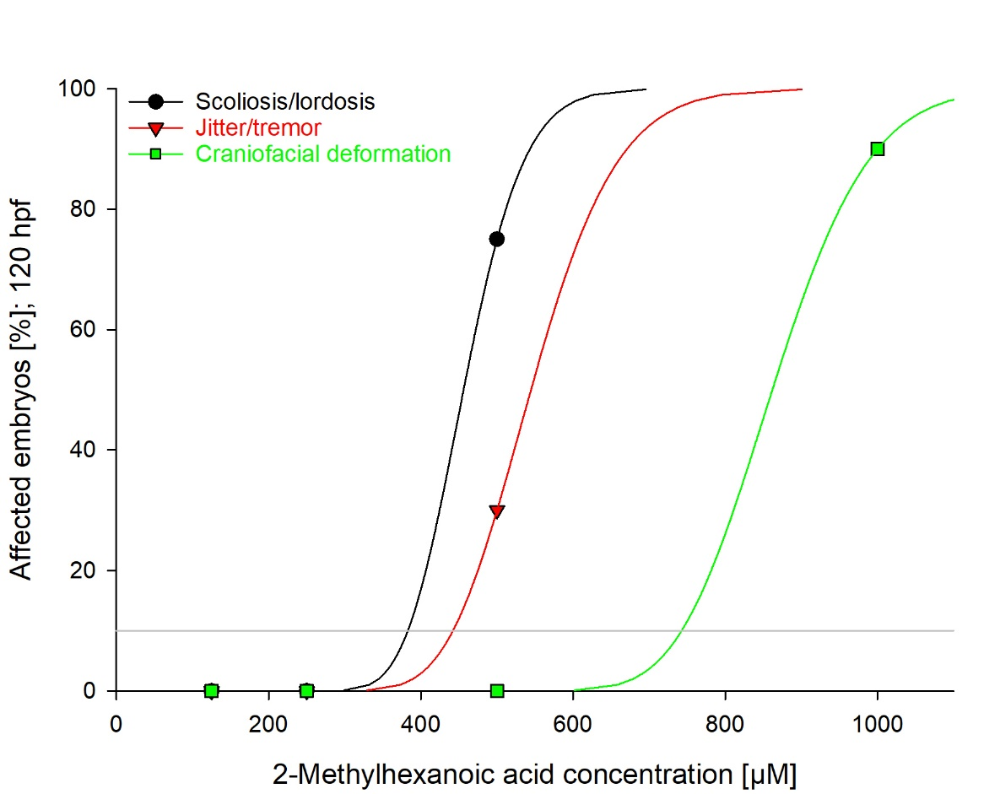 100
80
60
40
20
0
Affected embryos [%]; 120 hpf
Scoliosis/lordosis
Jitter/tremor
Craniofacial deformation
0 200 400 600 800 1000
2-Methylhexanoic acid concentration [µM]